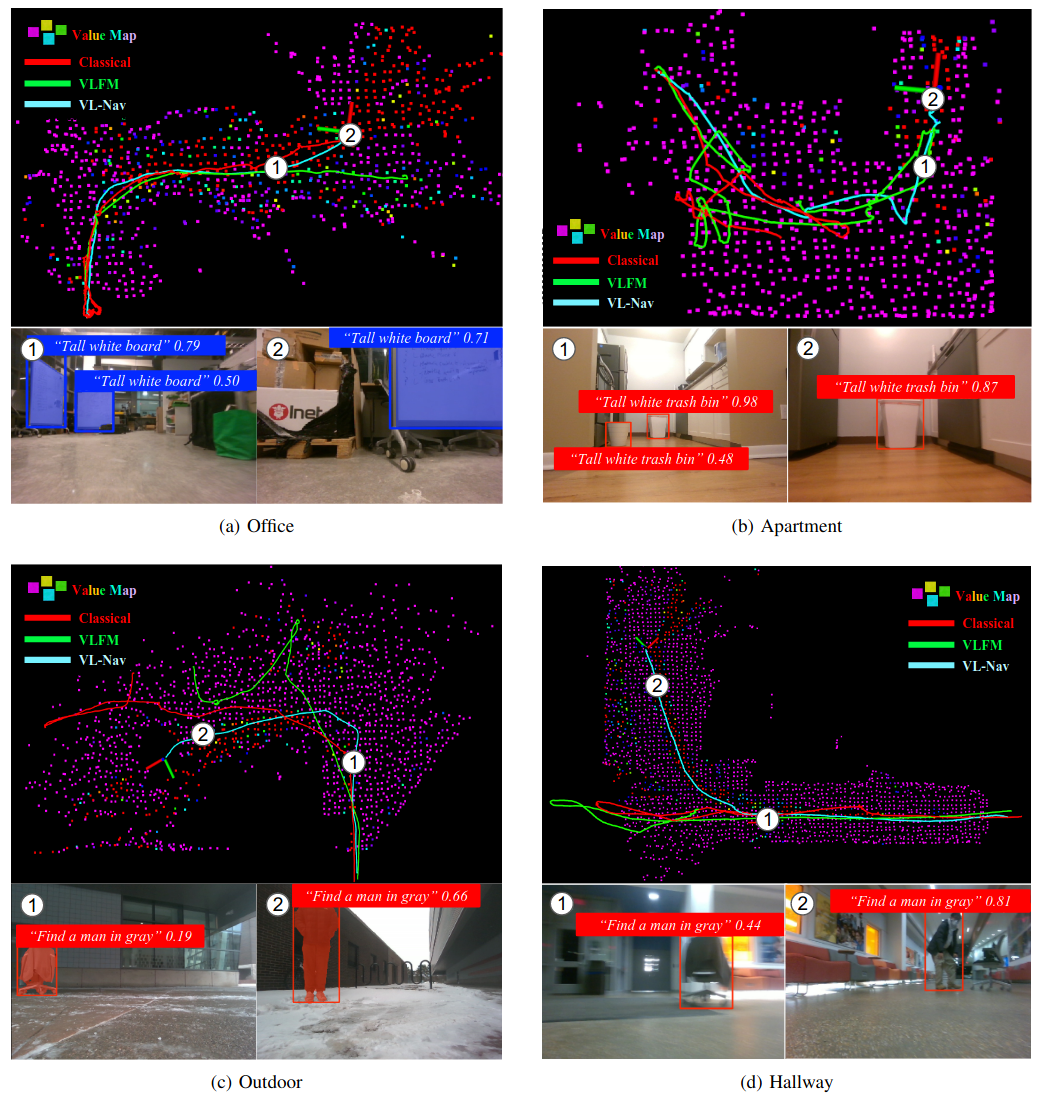 Value Map
Classical
VLFM
VL-Nav
1
2
1
"Tall white board" 0.79
"Tall white board" 0.50
2
"Tall white board" 0.71
Inet
(a) Office
Value Map
Classical
VLFM
VL-Nav
2
1
1
"Tall white trash bin" 0.98
"Tall white trash bin" 0.48
2
"Tall white trash bin" 0.87
(b) Apartment
Value Map
Classical
VLFM
VL-Nav
2
1
1
"Find a man in gray" 0.19
2
"Find a man in gray" 0.66
(c) Outdoor
Value Map
Classical
VLFM
VL-Nav
2
1
1
"Find a man in gray" 0.44
2
"Find a man in gray" 0.81
(d) Hallway